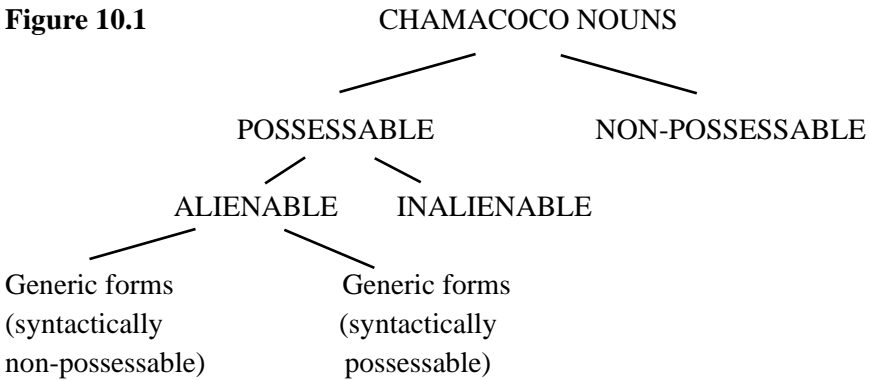 Figure 10.1 CHAMACOCO NOUNS
POSSESSABLE NON-POSSESSABLE
ALIENABLE INALIENABLE
Generic forms Generic forms
(syntactically (syntactically
non-possessable) possessable)